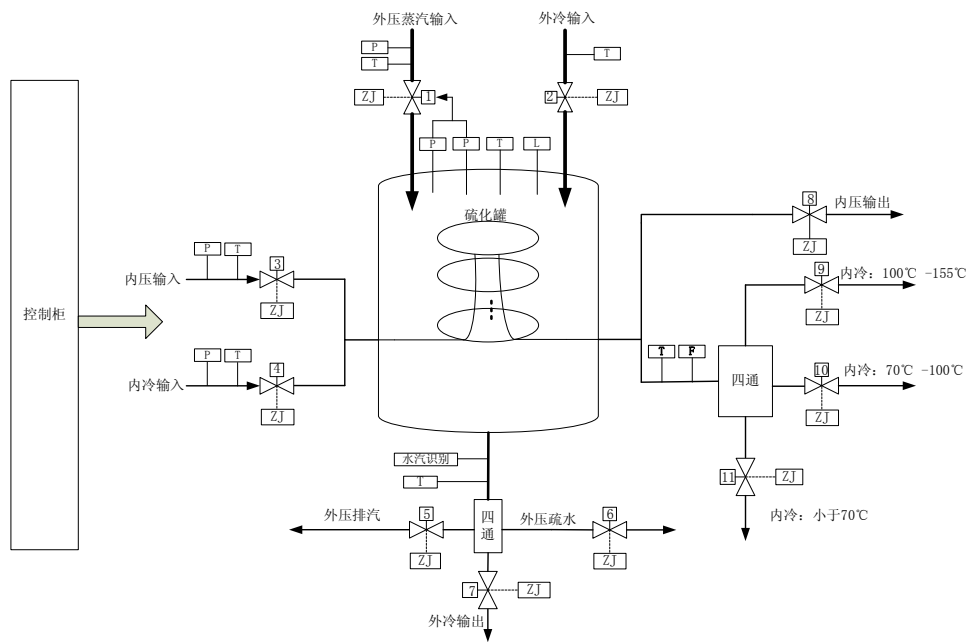 外压蒸汽输入
外冷输入
P
T
T
ZJ
1
2
ZJ
P
P
T
L
硫化罐
8
内压输出
ZJ
P
T
3
内压输入
ZJ
9
内冷：100℃ -155℃
ZJ
控制柜
P
T
4
内冷输入
ZJ
T
F
四通
10
内冷：70℃ -100℃
ZJ
水汽识别
T
11
ZJ
内冷：小于70℃
外压排汽
5
ZJ
四通
外压疏水
6
ZJ
7
ZJ
外冷输出